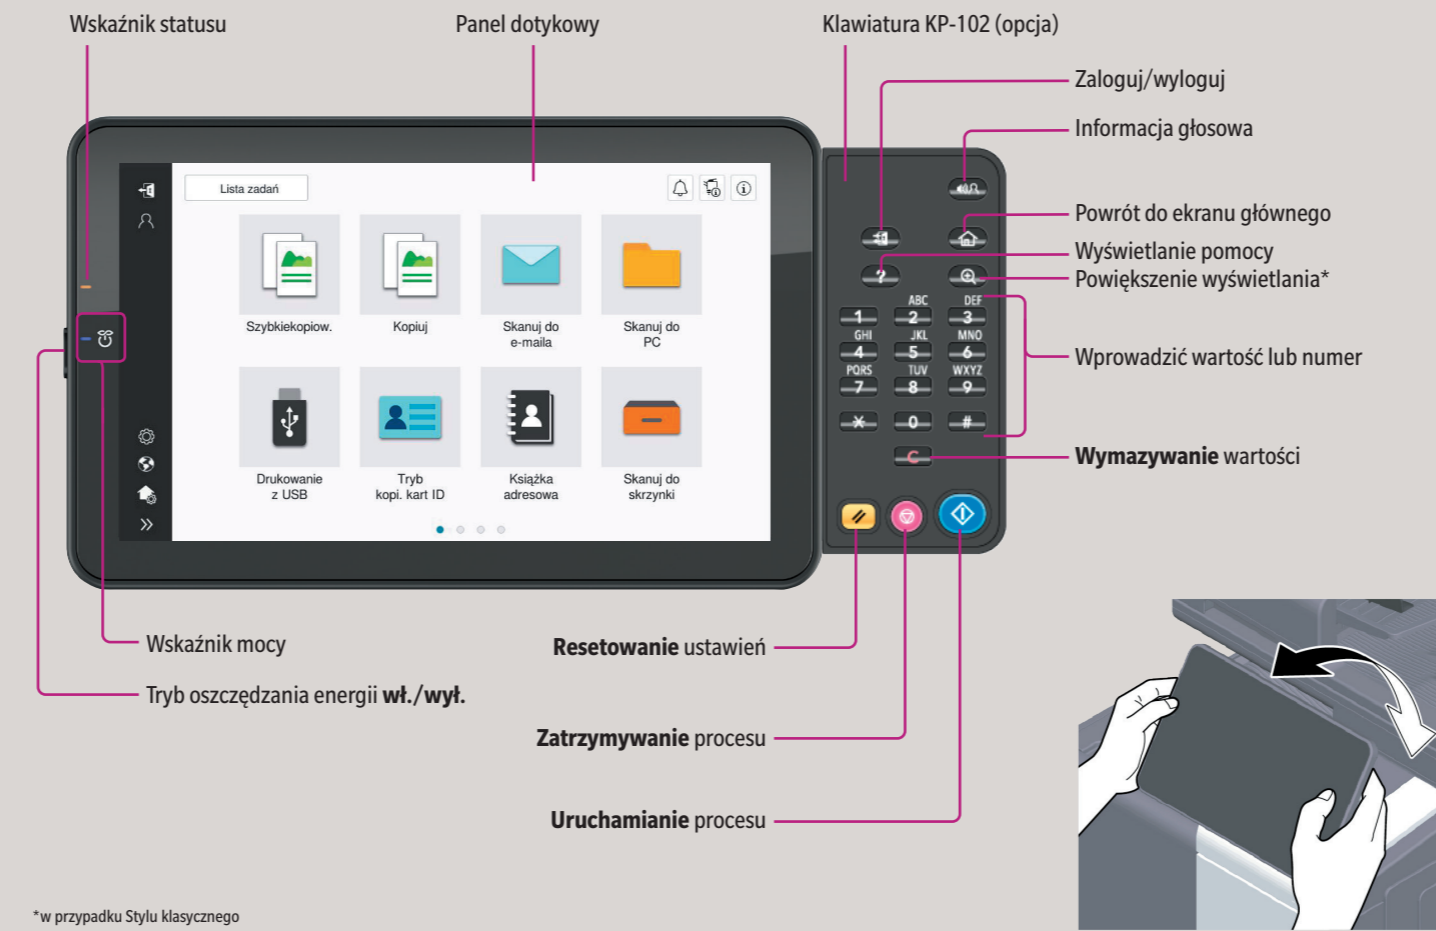 Wskaźnik statusu
Panel dotykowy
Klawiatura KP-102 (opcja)
Zaloguj/wyloguj
Informacja głosowa
Powrót do ekranu głównego
Wyświetlanie pomocy
Powiększenie wyświetlania*
Wprowadzić wartość lub numer
Wymazywanie wartości
Lista zadań
Szybkiekopiow.
Kopiuj
Skanuj do
e-maila
Skanuj do
PC
Drukowanie
z USB
Tryb
kopi. kart ID
Książka
adresowa
Skanuj do
skrzynki
?
ABC DEF
1 2 3
GHI JKL MNO
4 5 6
PQRS TUV WXYZ
7 8 9
* 0 #
C
Wskaźnik mocy
Tryb oszczędzania energii wł./wył.
Resetowanie ustawień
Zatrzymywanie procesu
Uruchamianie procesu
*w przypadku Stylu klasycznego